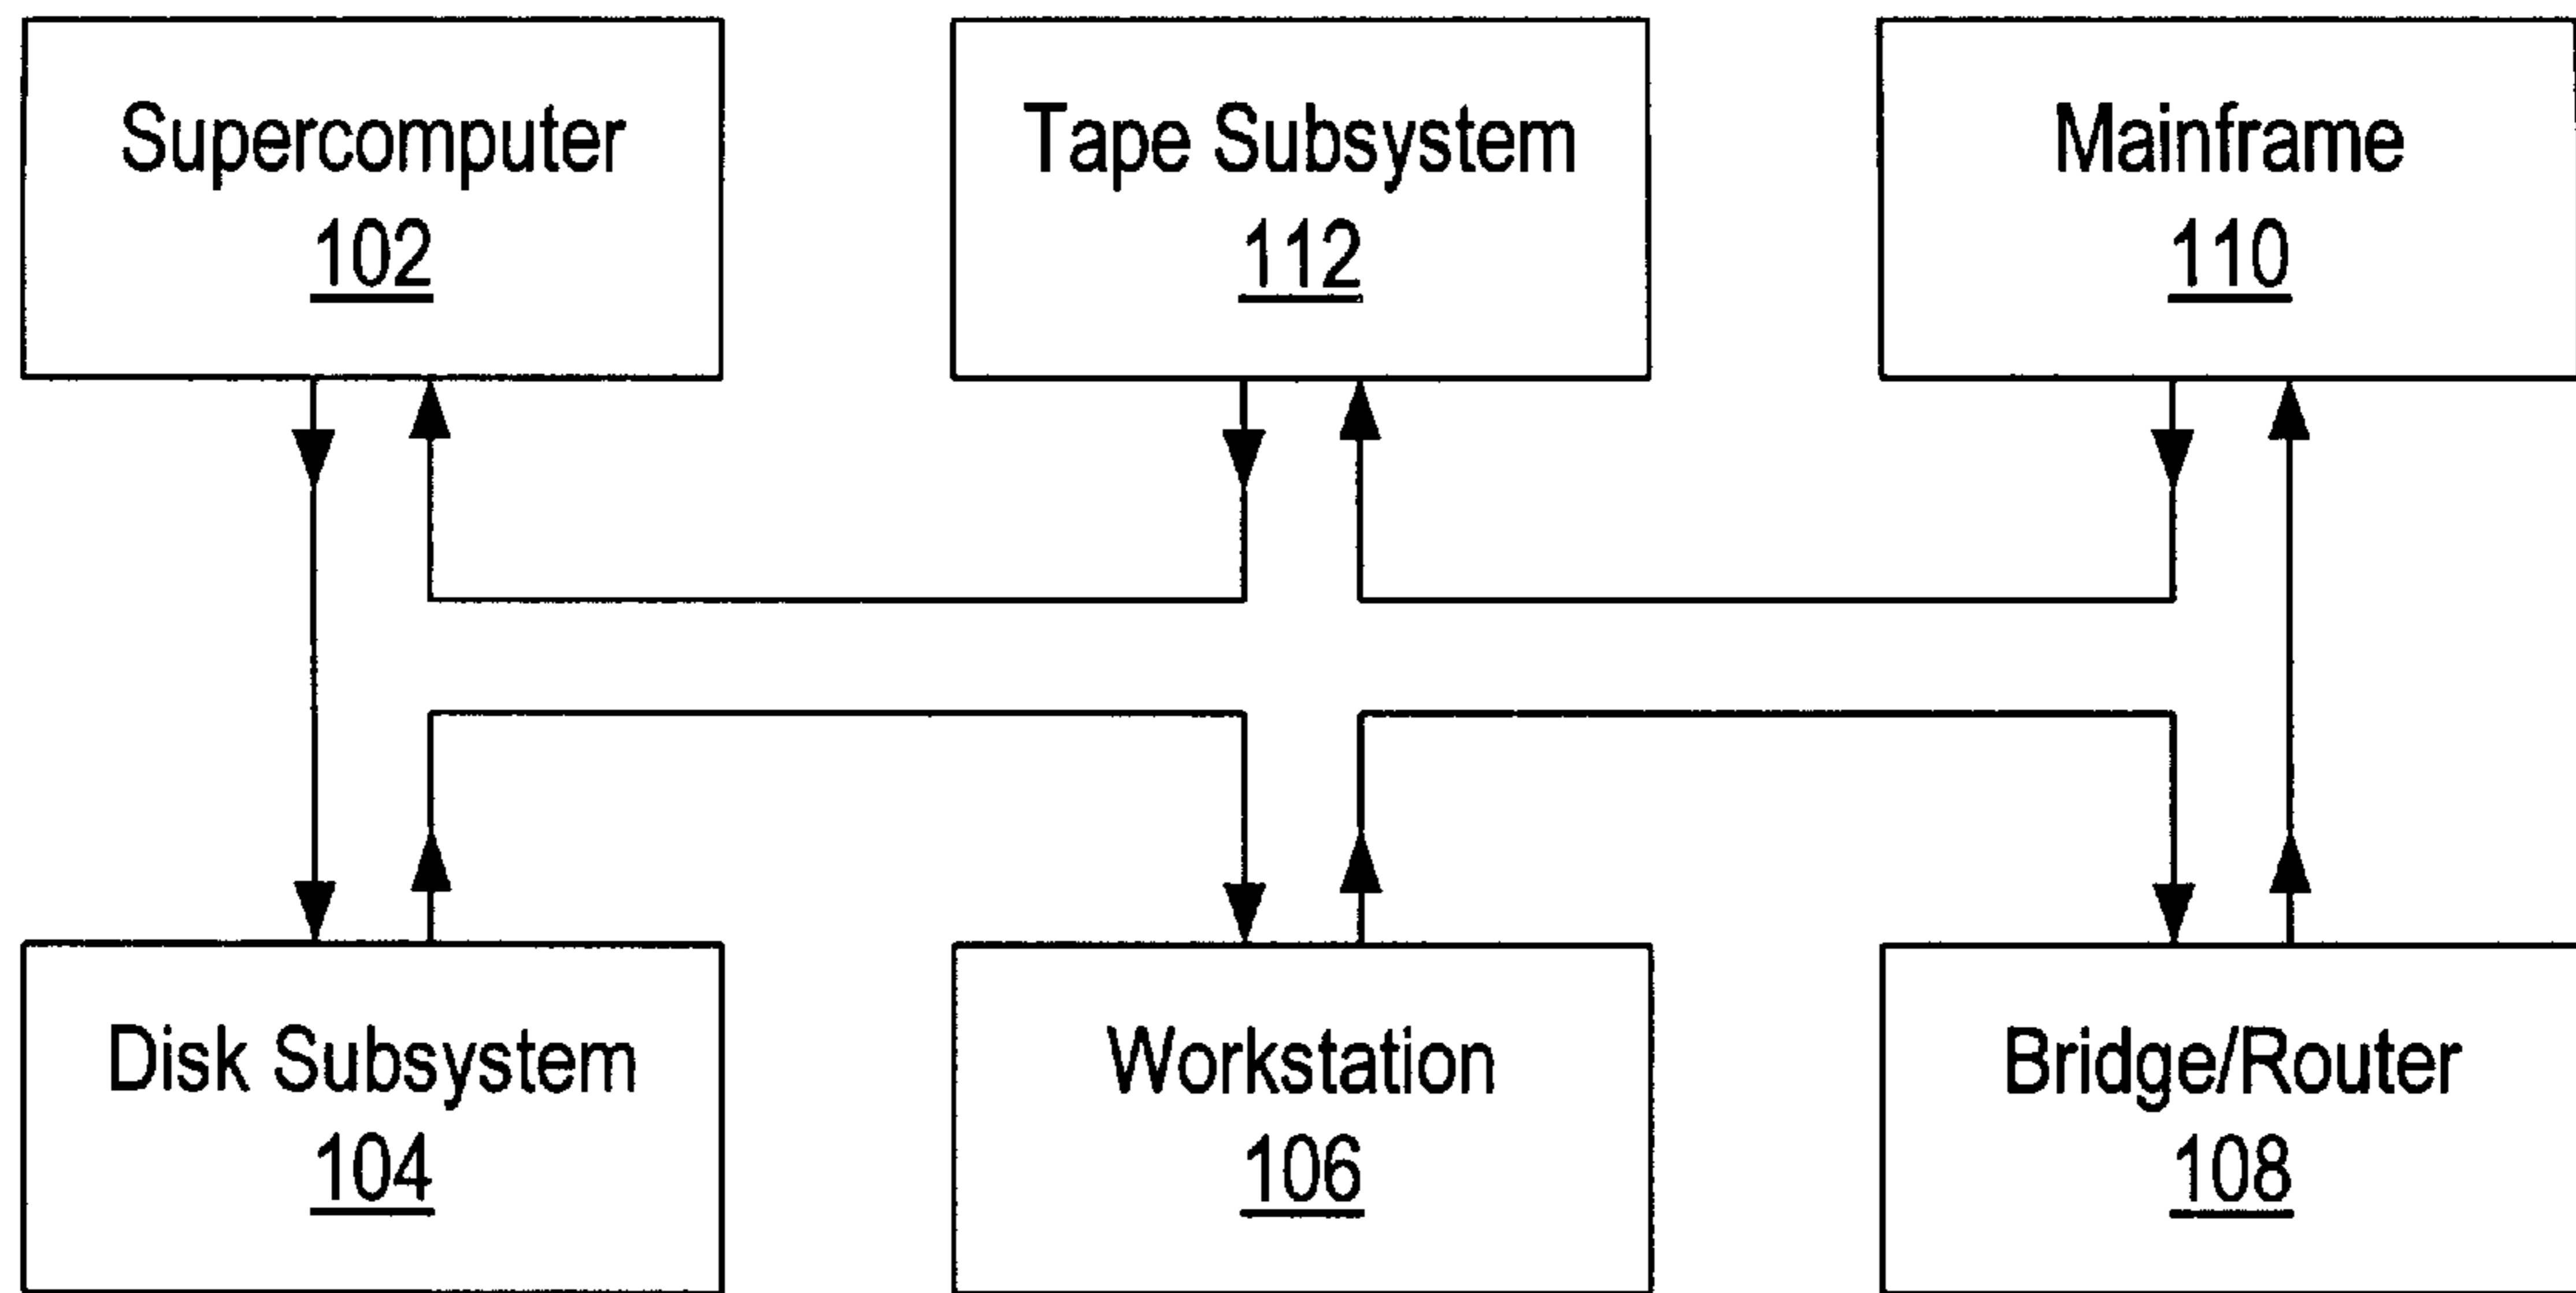 Supercomputer
102
Tape Subsystem
112
Mainframe
110
Disk Subsystem
104
Workstation
106
Bridge/Router
108